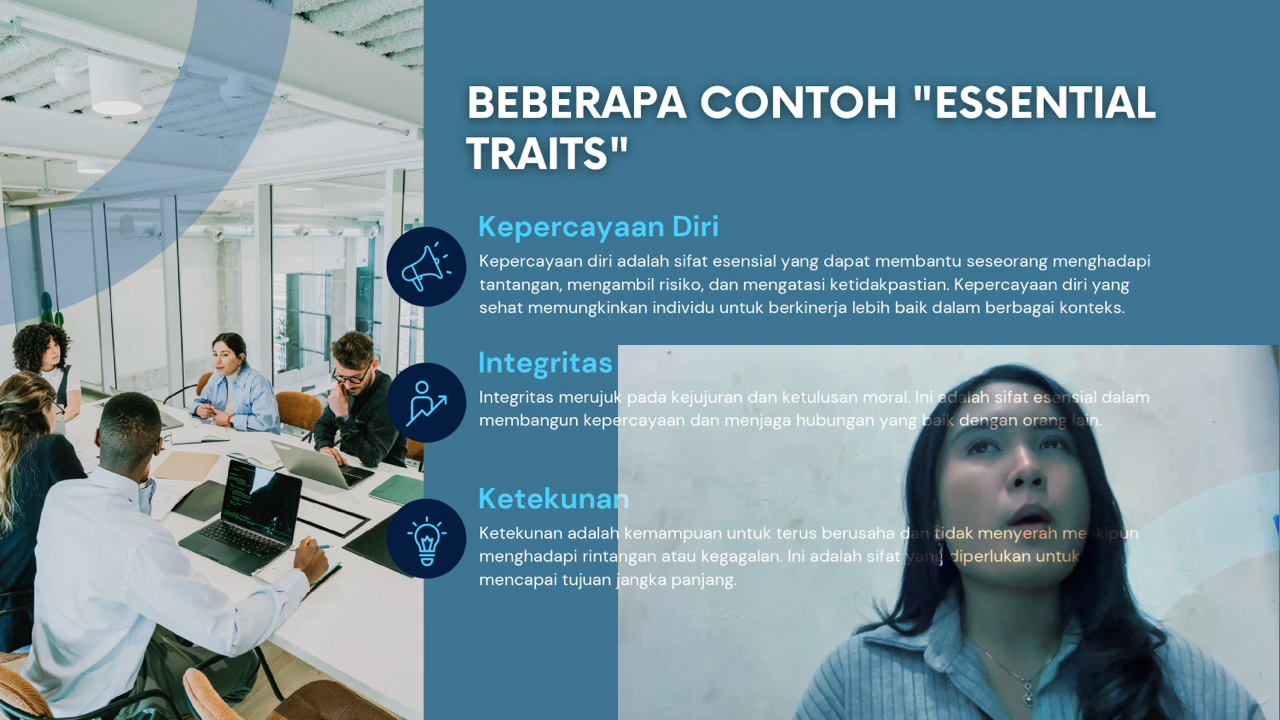 BEBERAPA CONTOH "ESSENTIAL
TRAITS"
Kepercayaan Diri
Kepercayaan diri adalah sifat esensial yang dapat membantu seseorang menghadapi
tantangan, mengambil risiko, dan mengatasi ketidakpastian. Kepercayaan diri yang
sehat memungkinkan individu untuk berkinerja lebih baik dalam berbagai konteks.
Integritas
Integritas merujuk pada kejujuran dan ketulusan moral. Ini adalah sifat esensial dalam
membangun kepercayaan dan menjaga hubungan yang baik dengan orang lain.
Ketekunan
Ketekunan adalah kemampuan untuk terus berusaha dan tidak menyerah meskipun
menghadapi rintangan atau kegagalan. Ini adalah sifat yang diperlukan untuk
mencapai tujuan jangka panjang.